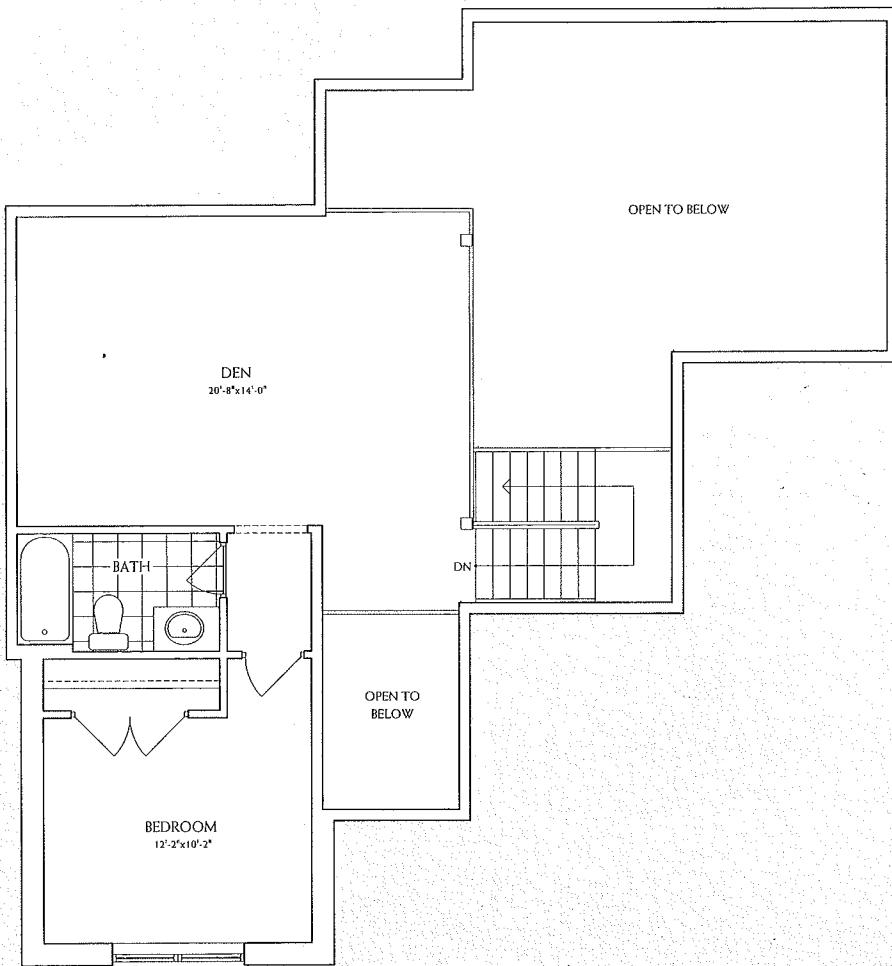 OPEN TO BELOW
DEN
20'-8"x14'-0"
BATH
DN
OPEN TO
BELOW
BEDROOM
12'-2"x10'-2"